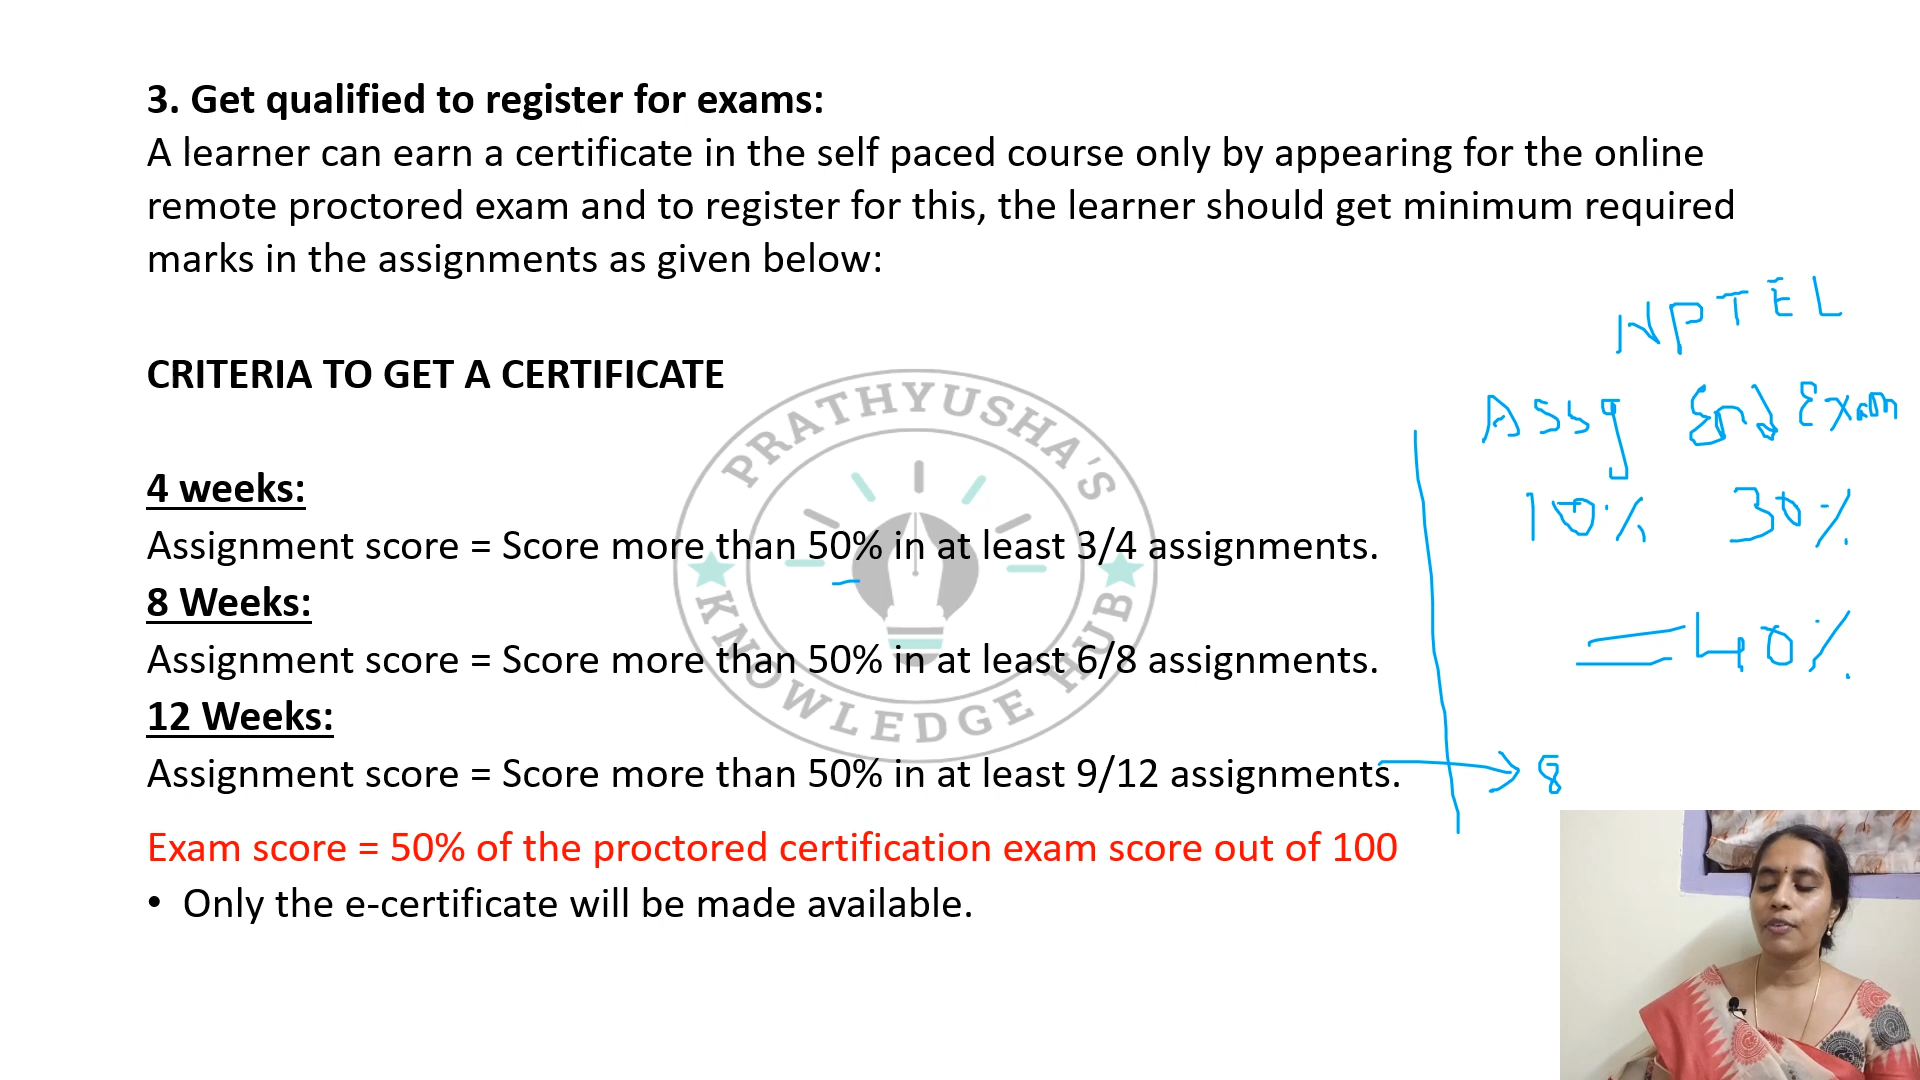 3. Get qualified to register for exams:
A learner can earn a certificate in the self paced course only by appearing for the online
remote proctored exam and to register for this, the learner should get minimum required
marks in the assignments as given below:
NPTEL
CRITERIA TO GET A CERTIFICATE
Assg End Exam
PRATHYUSHA'S
KNOWLEDGE HUB
4 weeks:
10% 30%
Assignment score = Score more than 50% in at least 3/4 assignments.
8 Weeks:
= 40%
Assignment score = Score more than 50% in at least 6/8 assignments.
12 Weeks:
Assignment score = Score more than 50% in at least 9/12 assignments. → 8
Exam score = 50% of the proctored certification exam score out of 100
• Only the e-certificate will be made available.